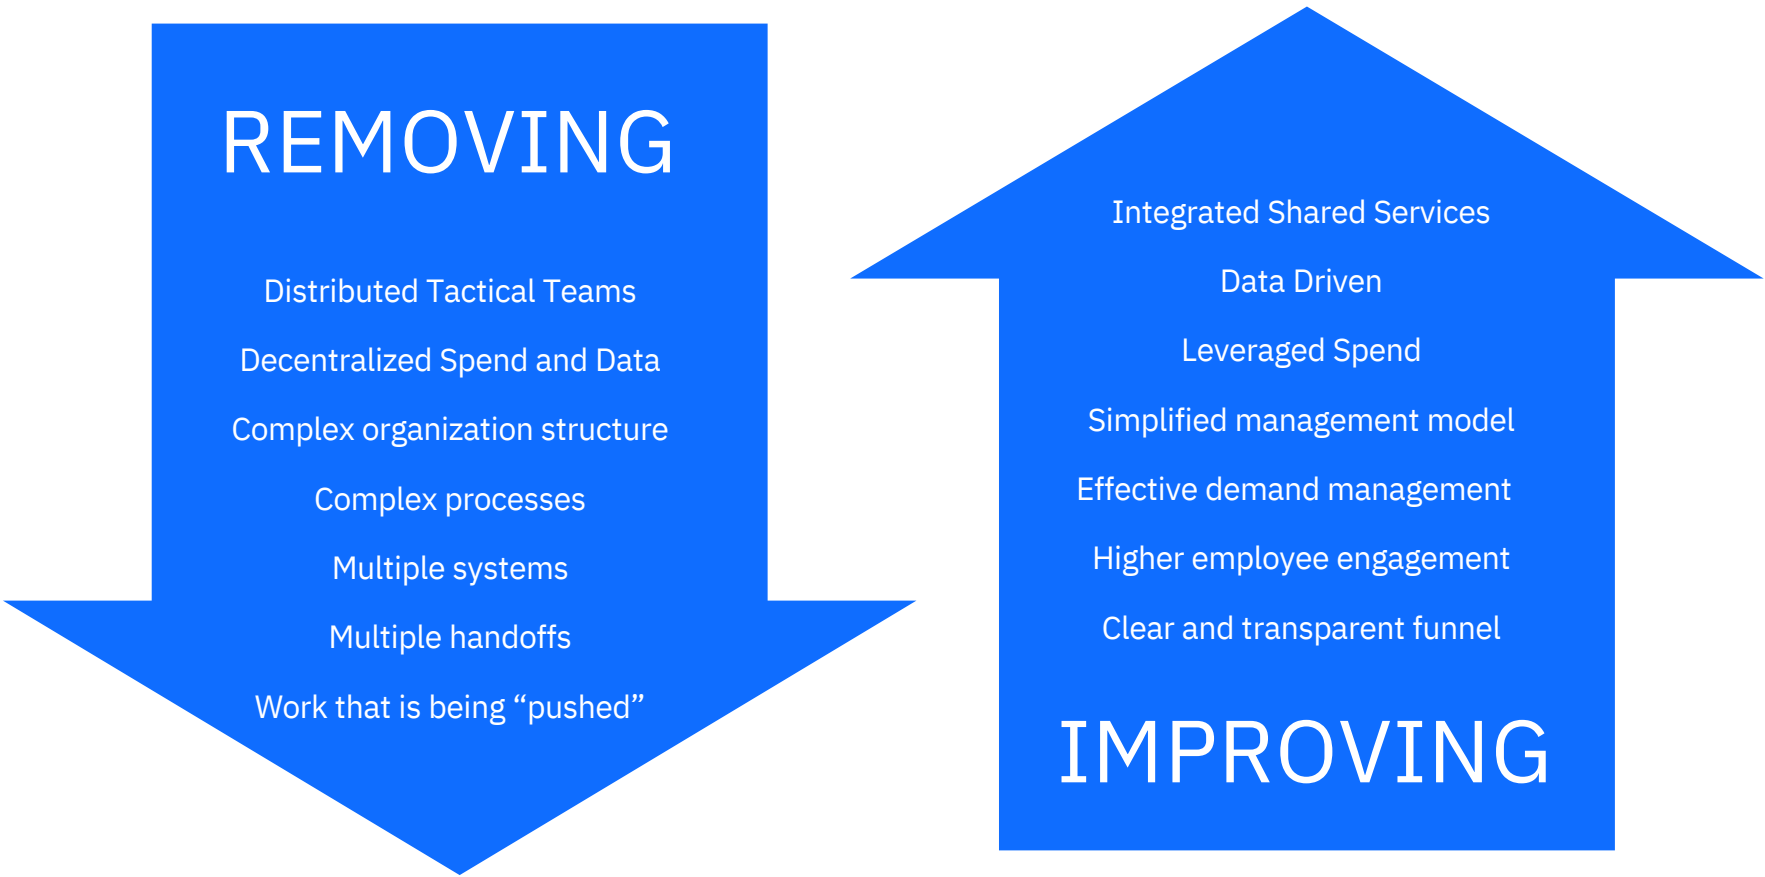 REMOVING
Distributed Tactical Teams
Decentralized Spend and Data
Complex organization structure
Complex processes
Multiple systems
Multiple handoffs
Work that is being “pushed”
Integrated Shared Services
Data Driven
Leveraged Spend
Simplified management model
Effective demand management
Higher employee engagement
Clear and transparent funnel
IMPROVING